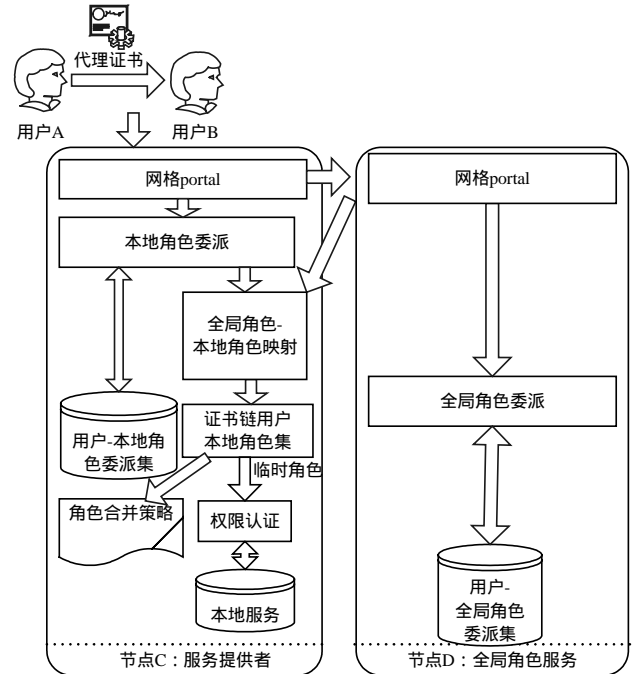 代理证书
用户A
用户B
网格portal
本地角色委派
全局角色-
本地角色映射
证书链用户
本地角色集
用户-本地角
色委派集
临时角色
角色合并策略
权限认证
本地服务
节点C：服务提供者
网格portal
全局角色委派
用户-
全局角色
委派集
节点D：全局角色服务